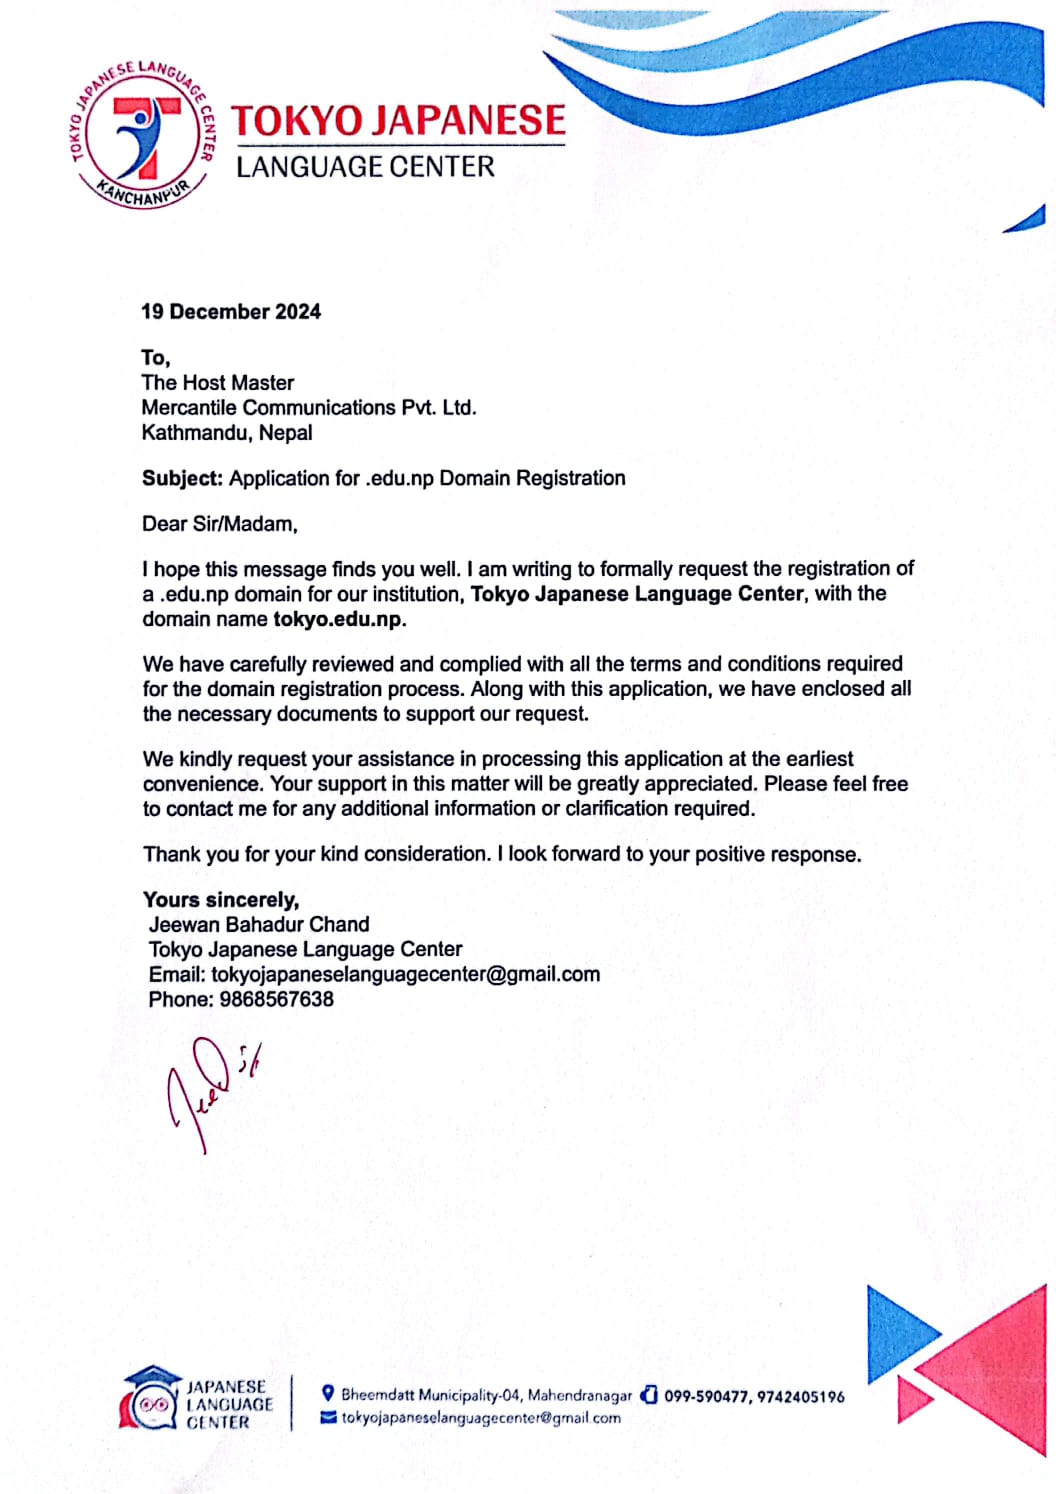 TOKYO JAPANESE LANGUAGE CENTER
KANCHANPUR
TOKYO JAPANESE
LANGUAGE CENTER
19 December 2024
To,
The Host Master
Mercantile Communications Pvt. Ltd.
Kathmandu, Nepal
Subject: Application for .edu.np Domain Registration
Dear Sir/Madam,
I hope this message finds you well. I am writing to formally request the registration of
a .edu.np domain for our institution, Tokyo Japanese Language Center, with the
domain name tokyo.edu.np.
We have carefully reviewed and complied with all the terms and conditions required
for the domain registration process. Along with this application, we have enclosed all
the necessary documents to support our request.
We kindly request your assistance in processing this application at the earliest
convenience. Your support in this matter will be greatly appreciated. Please feel free
to contact me for any additional information or clarification required.
Thank you for your kind consideration. I look forward to your positive response.
Yours sincerely,
Jeewan Bahadur Chand
Tokyo Japanese Language Center
Email: tokyojapaneselanguagecenter@gmail.com
Phone: 9868567638
JAPANESE
LANGUAGE
CENTER
Bheemdatt Municipality-04, Mahendranagar 099-590477, 9742405196
tokyojapaneselanguagecenter@gmail.com